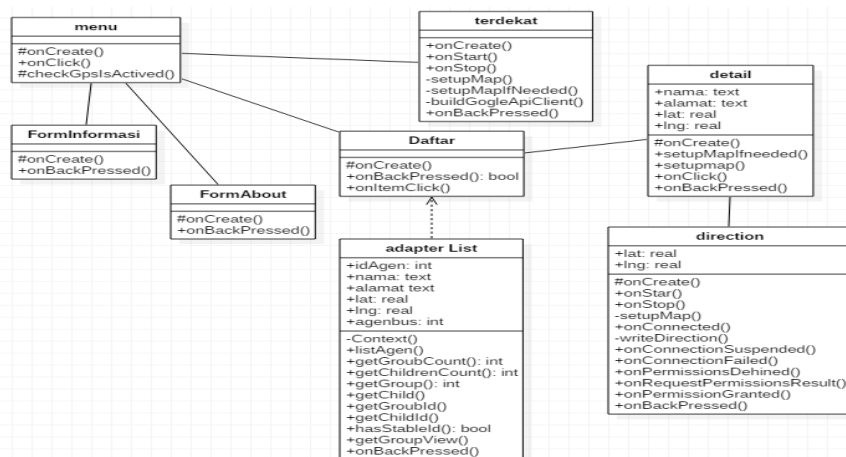 menu
#onCreate()
+onClick()
#checkGpsIsActived()
terdekat
+onCreate()
+onStart()
+onStop()
-setupMap()
-setupMapIfNeeded()
-buildGogleApiClient()
+onBackPressed()
detail
+nama: text
+alamat: text
+lat: real
+lng: real
#onCreate()
+setupMapIfneeded()
+setupmap()
+onClick()
+onBackPressed()
FormInformasi
#onCreate()
+onBackPressed()
Daftar
#onCreate()
+onBackPressed(): bool
+onItemClick()
FormAbout
#onCreate()
+onBackPressed()
adapter List
+idAgen: int
+nama: text
+alamat text
+lat: real
+lng: real
+agenbus: int
-Context()
+listAgen()
+getGroubCount(): int
+getChildrenCount(): int
+getGroup(): int
+getChild()
+getGroubId()
+getChildId()
+hasStableId(): bool
+getGroupView()
+onBackPressed()
direction
+lat: real
+lng: real
#onCreate()
+onStar()
+onStop()
-setupMap()
+onConnected()
-writeDirection()
+onConnectionSuspended()
+onConnectionFailed()
+onPermissionsDehined()
+onRequestPermissionsResult()
+onPermissionGranted()
+onBackPressed()